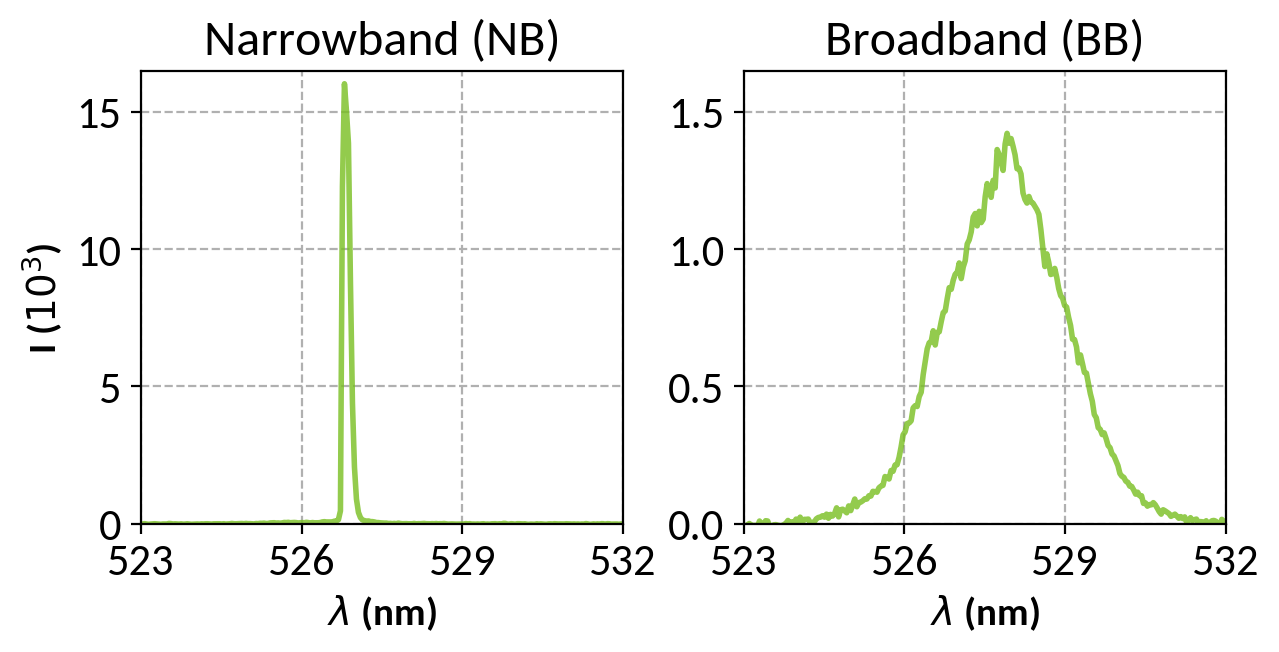 Narrowband (NB)
I (10³)
15
10
5
0
523 526 529 532
λ (nm)
Broadband (BB)
1.5
1.0
0.5
0.0
523 526 529 532
λ (nm)